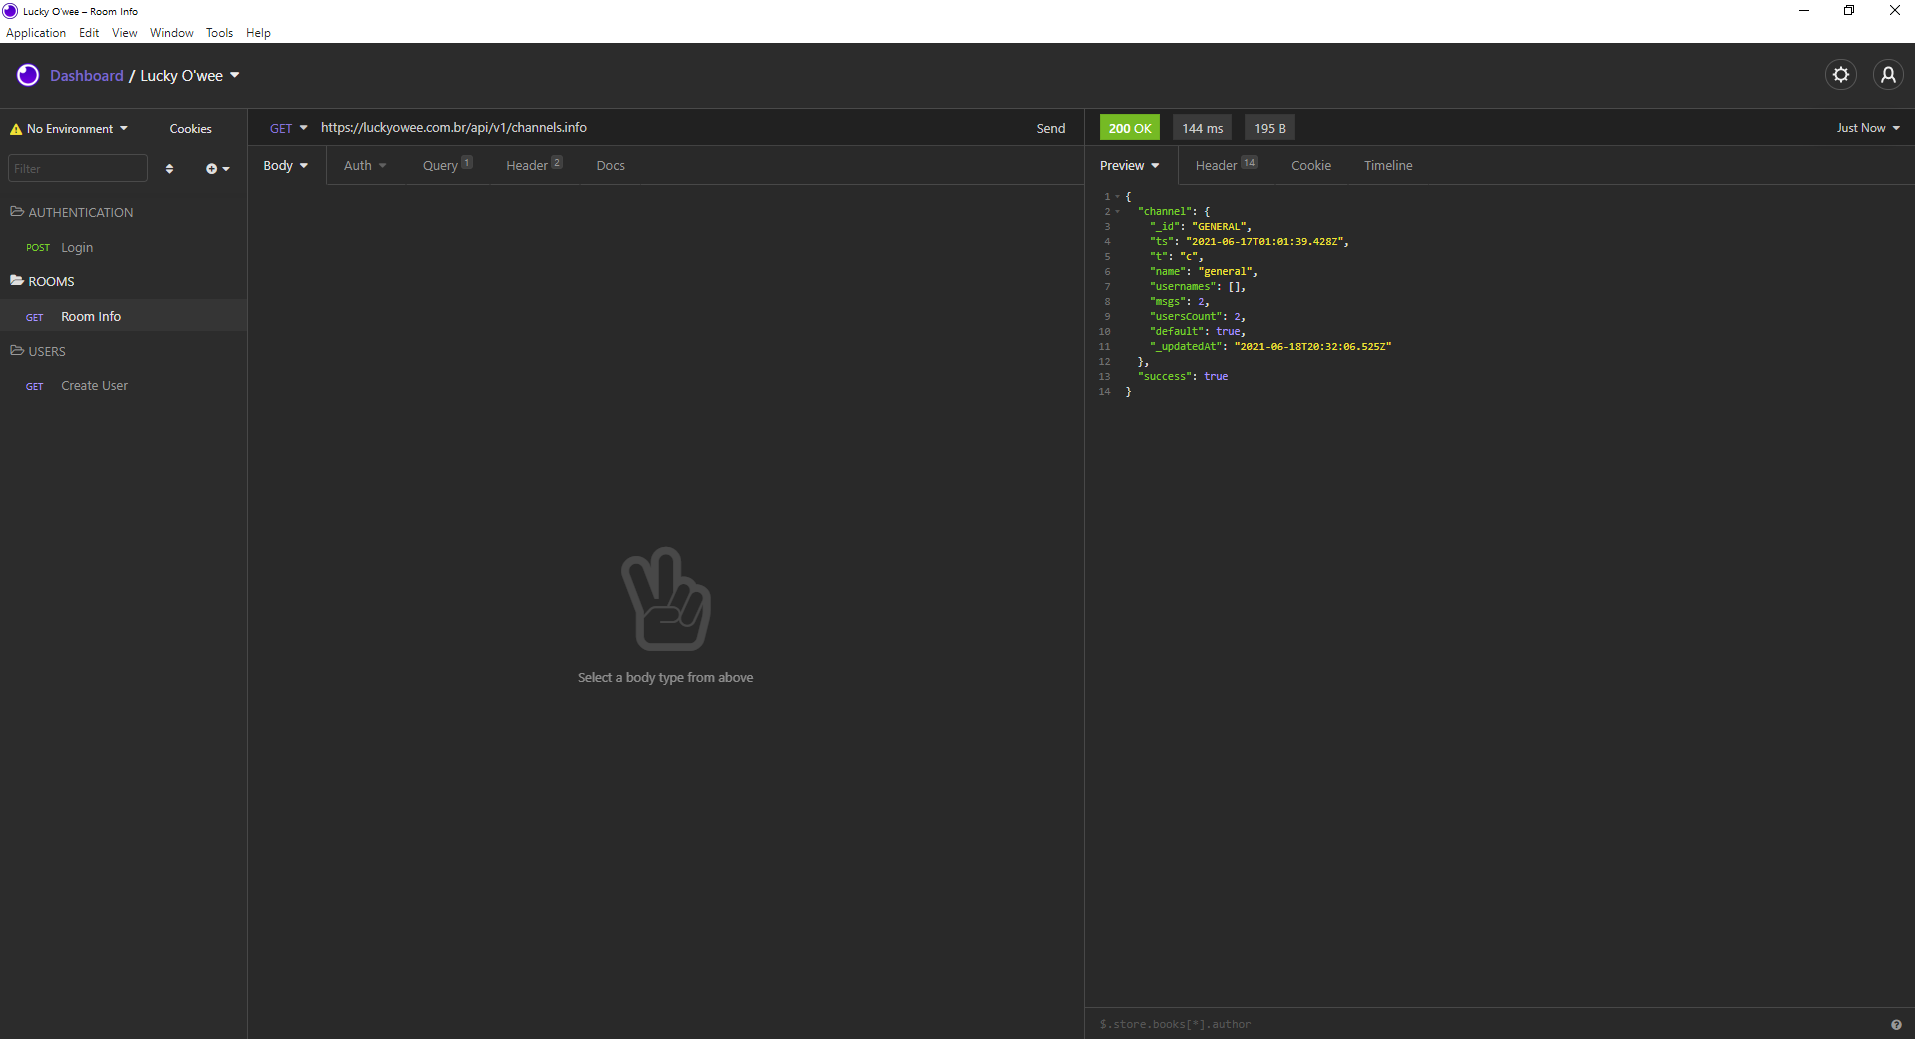 Lucky O'wee – Room Info
Application Edit View Window Tools Help
Dashboard / Lucky O'wee
No Environment Cookies
Filter
AUTHENTICATION
POST Login
ROOMS
GET Room Info
USERS
GET Create User
GET https://luckyowee.com.br/api/v1/channels.info Send
Body Auth Query 1 Header 2 Docs
Select a body type from above
200 OK 144 ms 195 B Just Now
Preview Header 14 Cookie Timeline
1 {
2 "channel": {
3 "_id": "GENERAL",
4 "ts": "2021-06-17T01:01:39.428Z",
5 "t": "c",
6 "name": "general",
7 "usernames": [],
8 "msgs": 2,
9 "usersCount": 2,
10 "default": true,
11 "_updatedAt": "2021-06-18T20:32:06.525Z"
12 },
13 "success": true
14 }
$.store.books[*].author